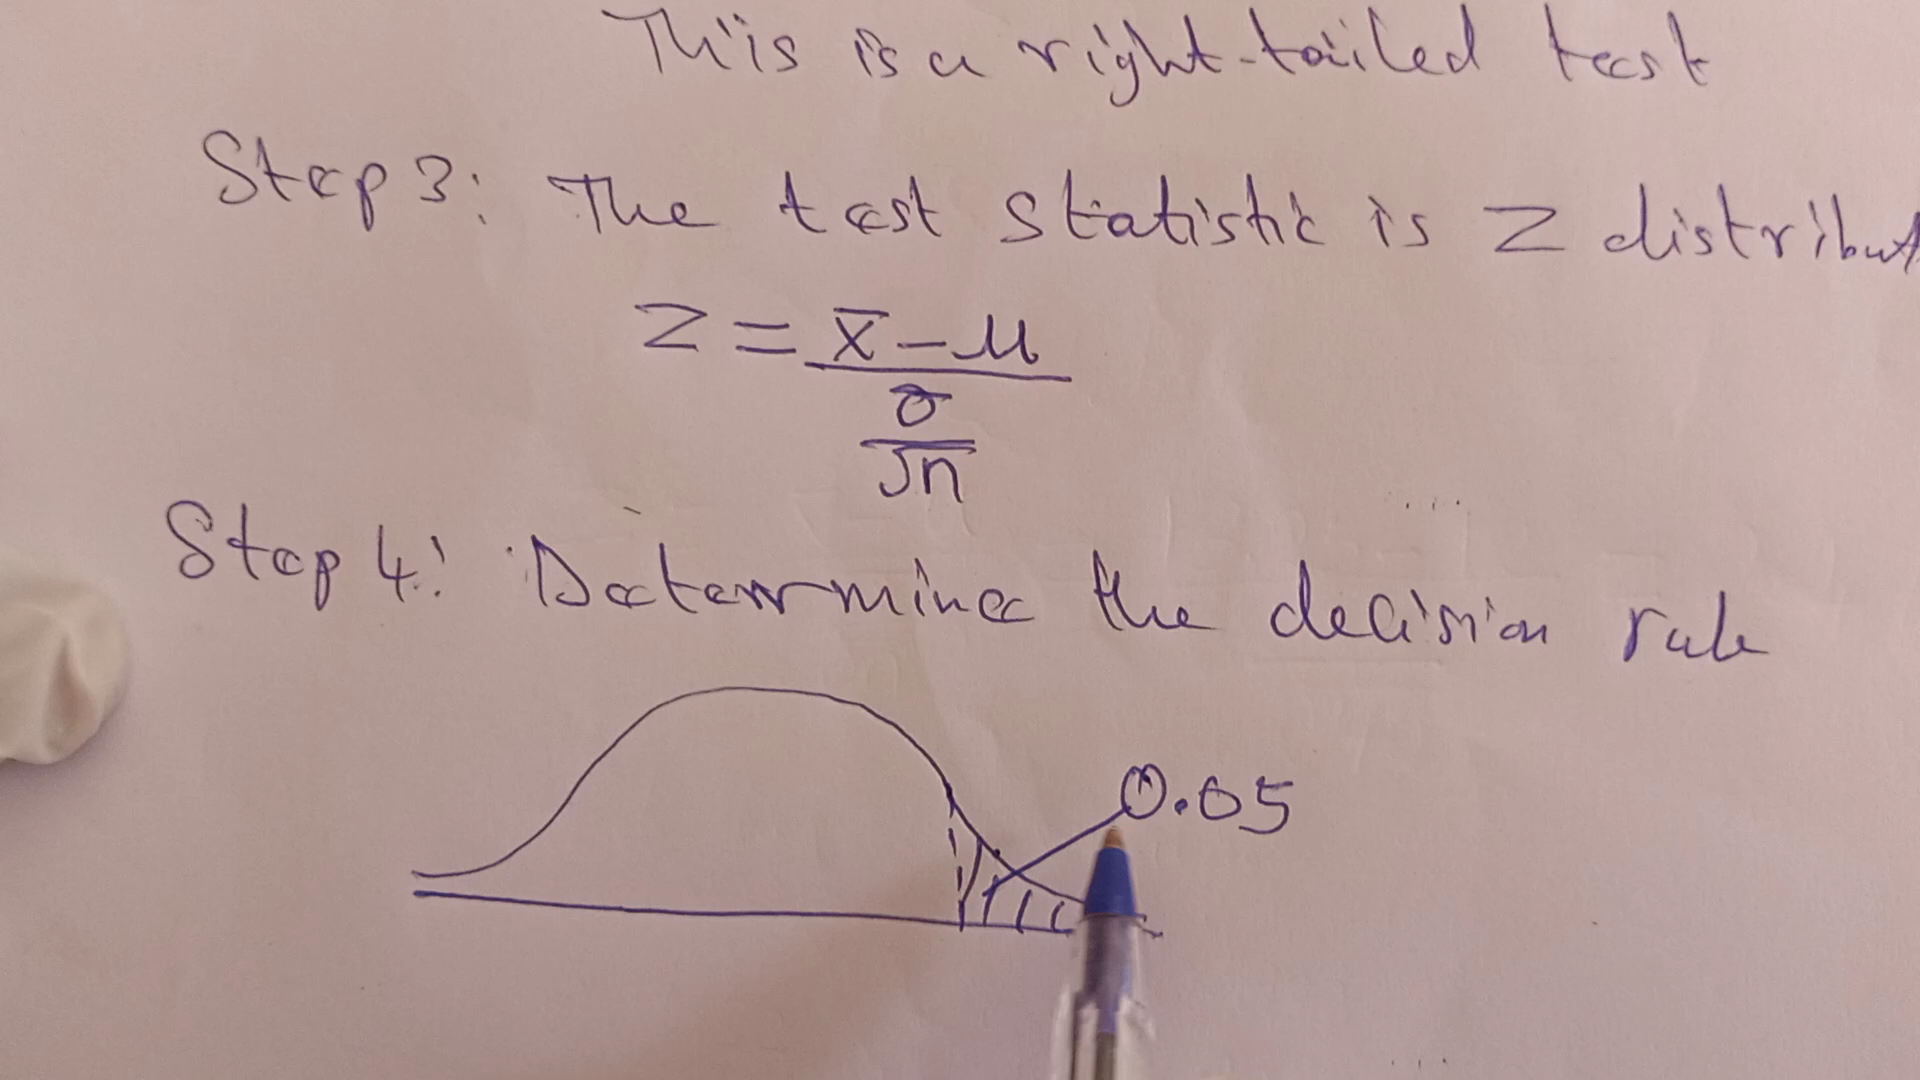 This is a right-tailed test
Step 3: The test statistic is Z distribut
Z = x̄ - μ
σ
√n
Step 4: Determine the decision rule
0.05